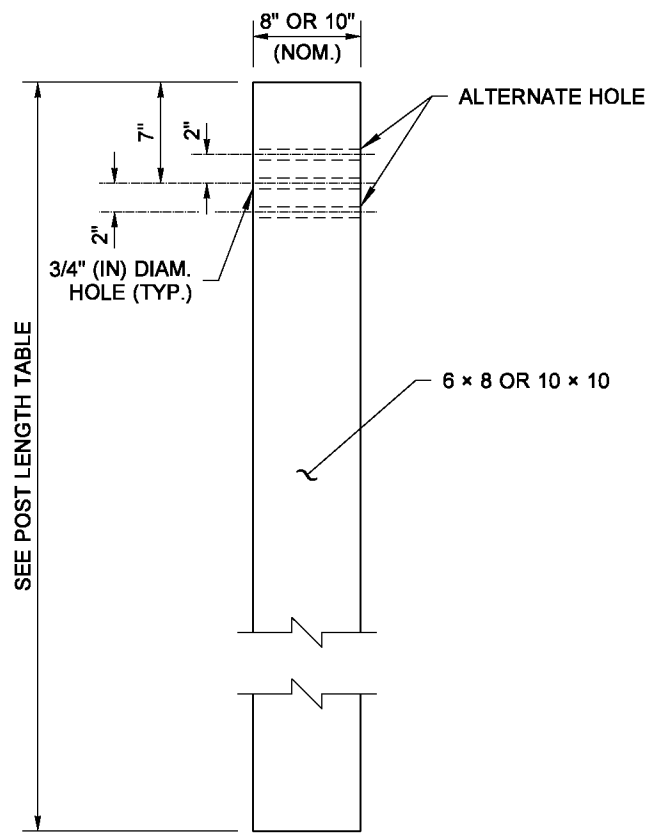 8" OR 10"
(NOM.)
ALTERNATE HOLE
7"
2"
2"
3/4" (IN) DIAM.
HOLE (TYP.)
6 × 8 OR 10 × 10
SEE POST LENGTH TABLE